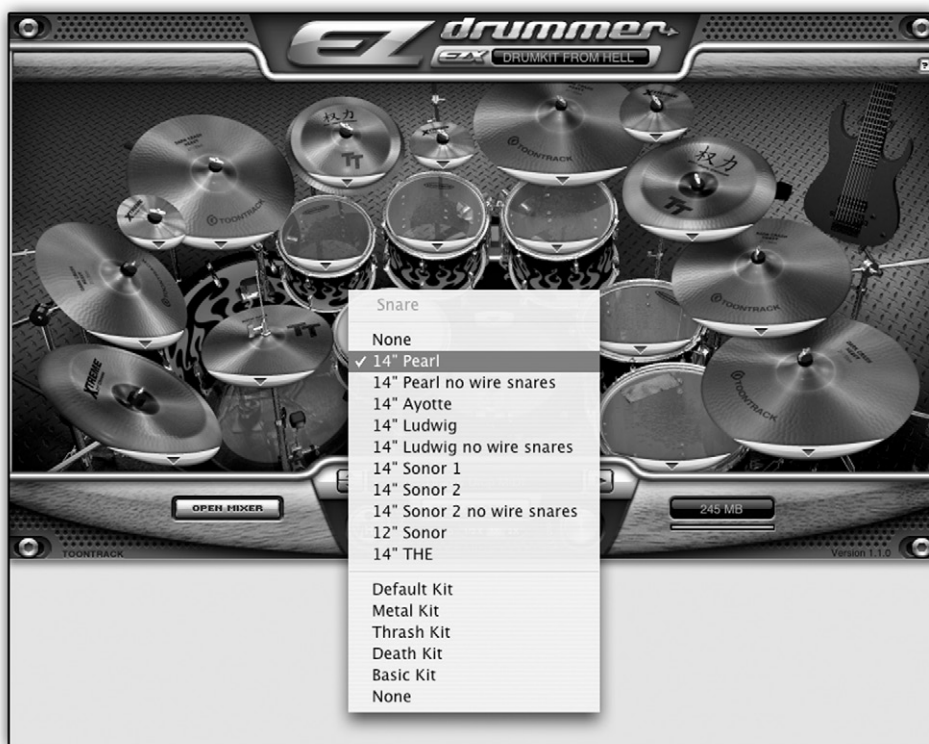 EZ drummer
EZX DRUMKIT FROM HELL
?
权力
TT
TOONTRACK
权力
TT
TOONTRACK
TOONTRACK
TT
XTREME
TOONTRACK
Snare
None
✓ 14" Pearl
14" Pearl no wire snares
14" Ayotte
14" Ludwig
14" Ludwig no wire snares
14" Sonor 1
14" Sonor 2
14" Sonor 2 no wire snares
12" Sonor
14" THE
Default Kit
Metal Kit
Thrash Kit
Death Kit
Basic Kit
None
OPEN MIXER
245 MB
TOONTRACK
Version 1.1.0